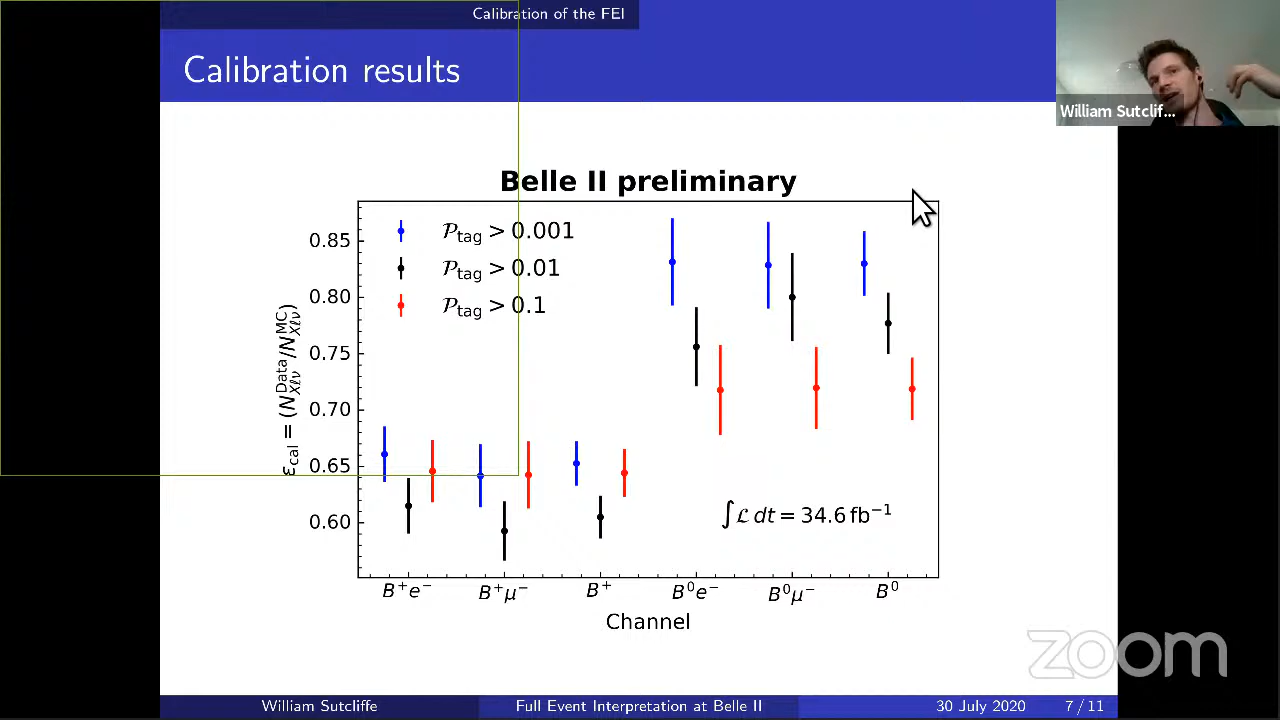 Calibration of the FEI
Calibration results
William Sutclif...
Belle II preliminary
𝒫tag > 0.001
𝒫tag > 0.01
𝒫tag > 0.1
0.85
0.80
0.75
0.70
0.65
0.60
εcal = (N^Data_Xℓν/N^MC_Xℓν)
∫ℒ dt = 34.6 fb⁻¹
B⁺e⁻ B⁺μ⁻ B⁺ B⁰e⁻ B⁰μ⁻ B⁰
Channel
zoom
William Sutcliffe Full Event Interpretation at Belle II 30 July 2020 7 / 11